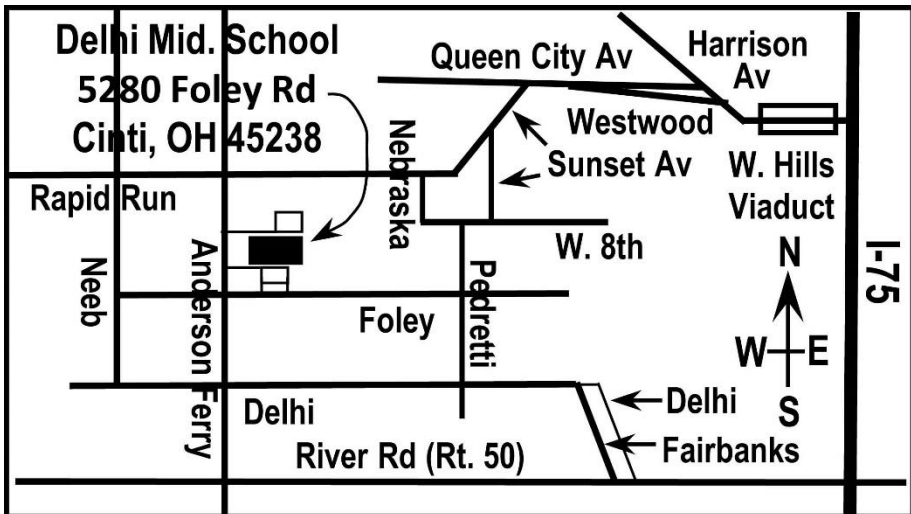 Delhi Mid. School
5280 Foley Rd
Cinti, OH 45238
Queen City Av
Harrison
Av
Westwood
Sunset Av
W. Hills
Viaduct
Nebraska
Rapid Run
W. 8th
I-75
N
W E
S
Neeb
Anderson Ferry
Pedretti
Foley
Delhi
Delhi
Fairbanks
River Rd (Rt. 50)